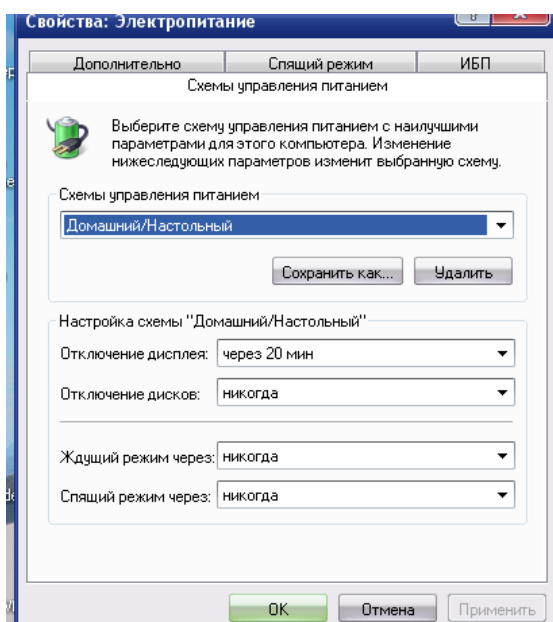 Свойства: Электропитание
Дополнительно
Спящий режим
ИБП
Схемы управления питанием
Выберите схему управления питанием с наилучшими
параметрами для этого компьютера. Изменение
нижеследующих параметров изменит выбранную схему.
Схемы управления питанием
Домашний/Настольный
Сохранить как...
Удалить
Настройка схемы "Домашний/Настольный"
Отключение дисплея: через 20 мин
Отключение дисков: никогда
Ждущий режим через: никогда
Спящий режим через: никогда
OK
Отмена
Применить